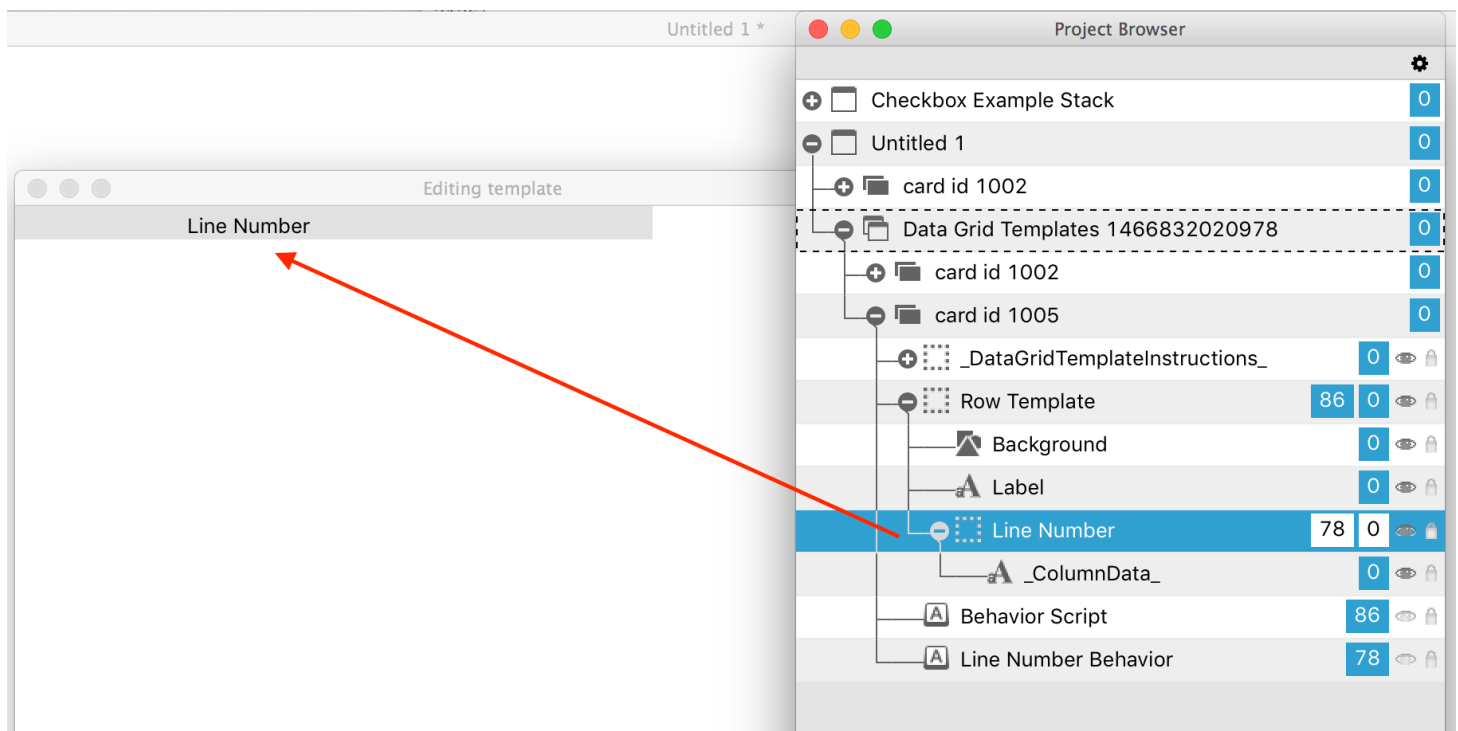 Untitled 1 *
Project Browser
Checkbox Example Stack 0
Untitled 1 0
card id 1002 0
Editing template
Line Number
Data Grid Templates 1466832020978 0
card id 1002 0
card id 1005 0
_DataGridTemplateInstructions_ 0
Row Template 86 0
Background 0
A Label 0
Line Number 78 0
A _ColumnData_ 0
A Behavior Script 86
A Line Number Behavior 78